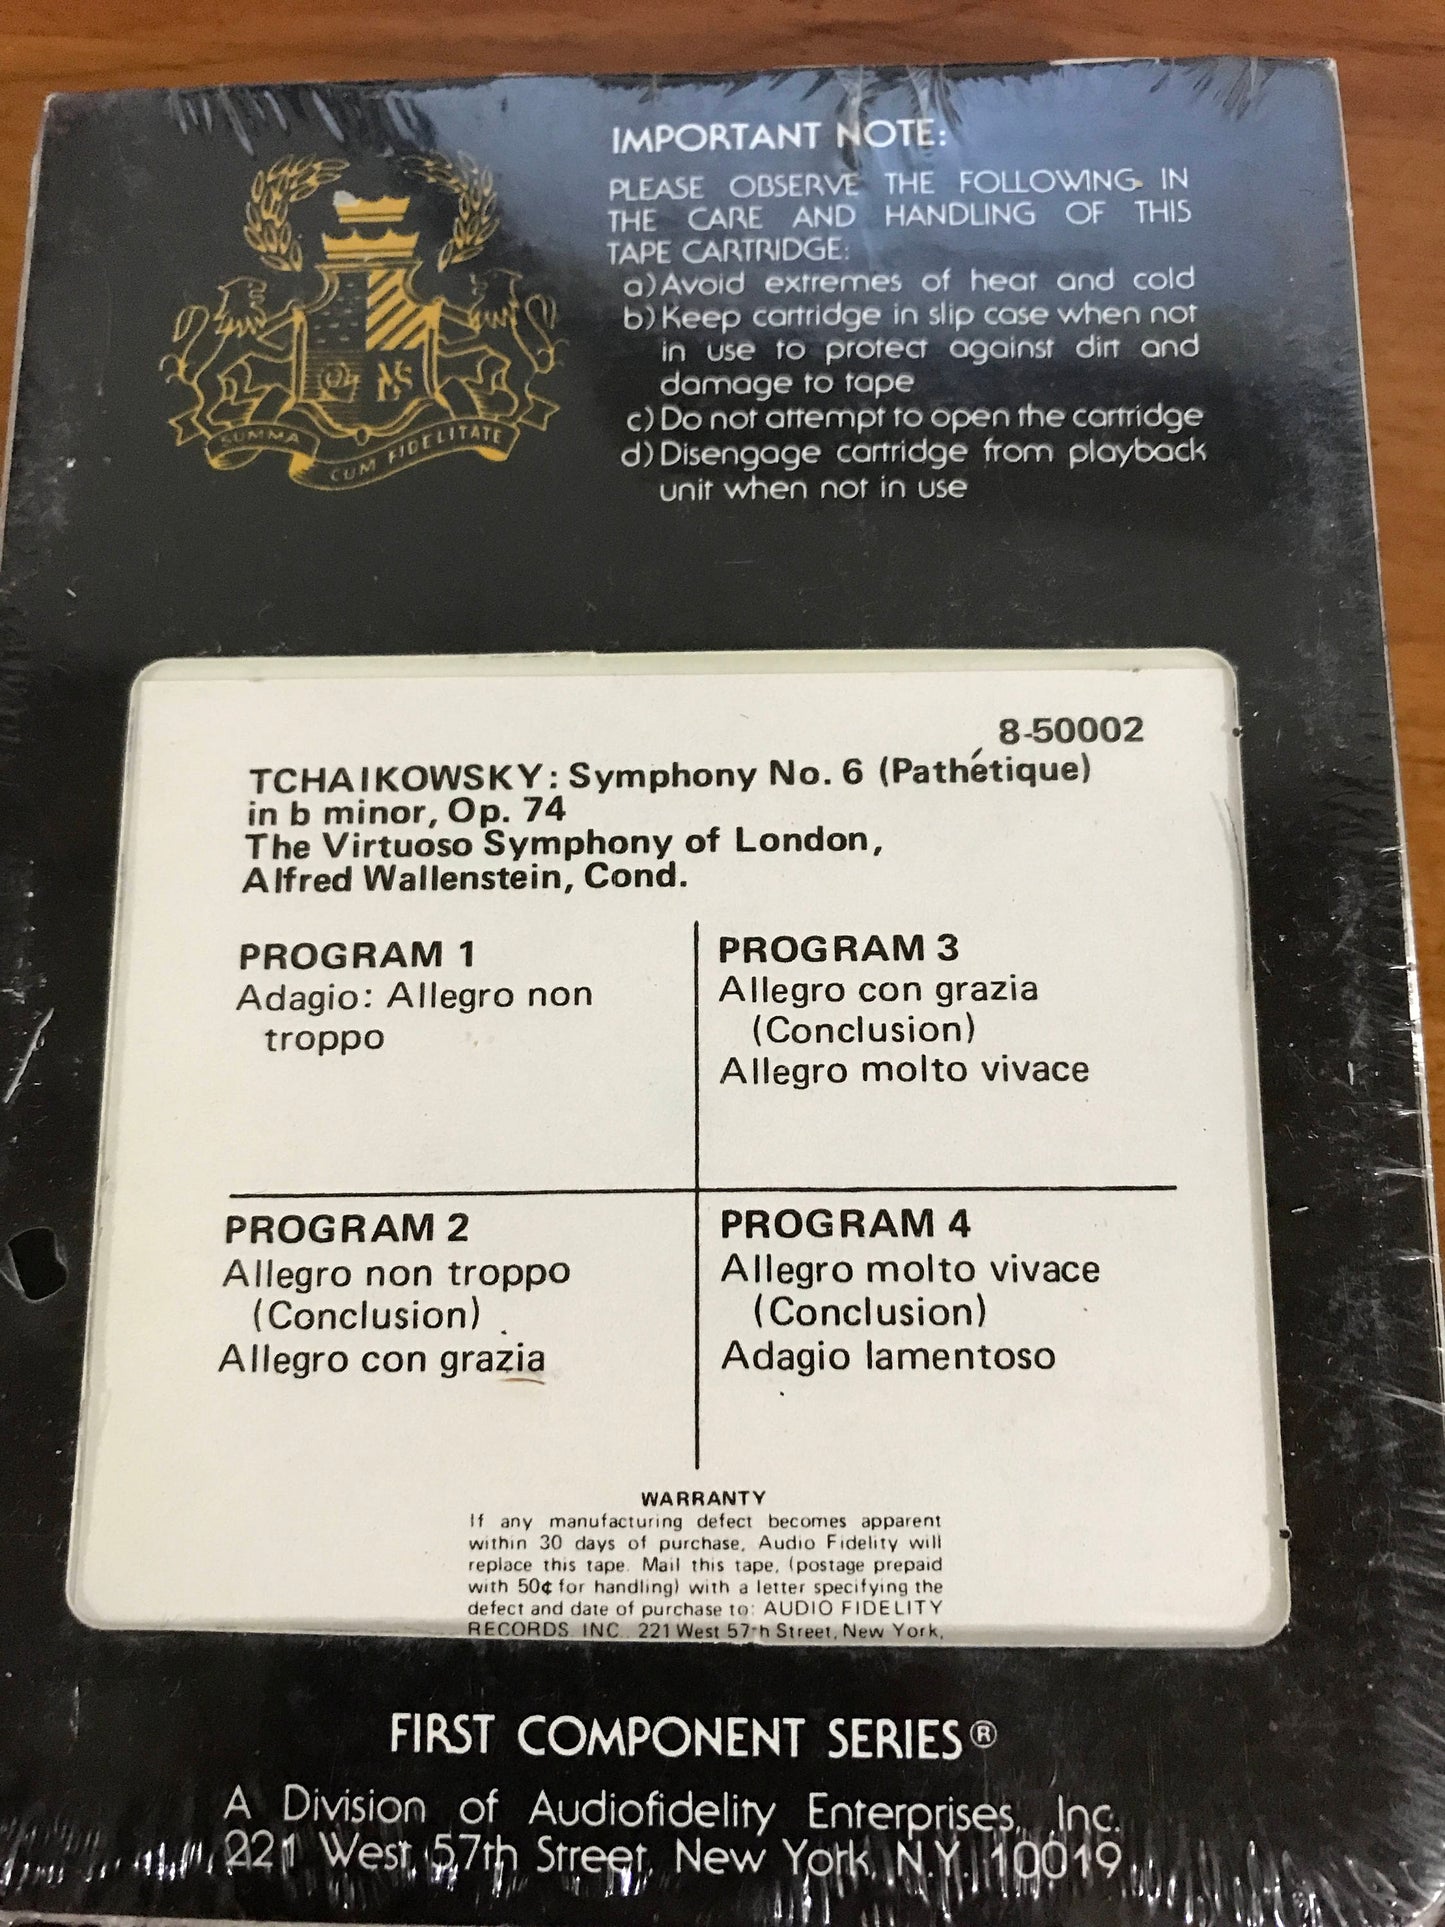 IMPORTANT NOTE:
PLEASE OBSERVE THE FOLLOWING IN
THE CARE AND HANDLING OF THIS
TAPE CARTRIDGE:
a) Avoid extremes of heat and cold
b) Keep cartridge in slip case when not
in use to protect against dirt and
damage to tape
c) Do not attempt to open the cartridge
d) Disengage cartridge from playback
unit when not in use
SUMMA
CUM FIDELITATE
8-50002
TCHAIKOWSKY: Symphony No. 6 (Pathétique)
in b minor, Op. 74
The Virtuoso Symphony of London,
Alfred Wallenstein, Cond.
PROGRAM 1
Adagio: Allegro non
troppo
PROGRAM 2
Allegro non troppo
(Conclusion)
Allegro con grazia
PROGRAM 3
Allegro con grazia
(Conclusion)
Allegro molto vivace
PROGRAM 4
Allegro molto vivace
(Conclusion)
Adagio lamentoso
WARRANTY
If any manufacturing defect becomes apparent
within 30 days of purchase, Audio Fidelity will
replace this tape. Mail this tape, (postage prepaid
with 50¢ for handling) with a letter specifying the
defect and date of purchase to: AUDIO FIDELITY
RECORDS, INC., 221 West 57th Street, New York,
FIRST COMPONENT SERIES®
A Division of Audiofidelity Enterprises, Inc.
221 West 57th Street, New York, N.Y. 10019